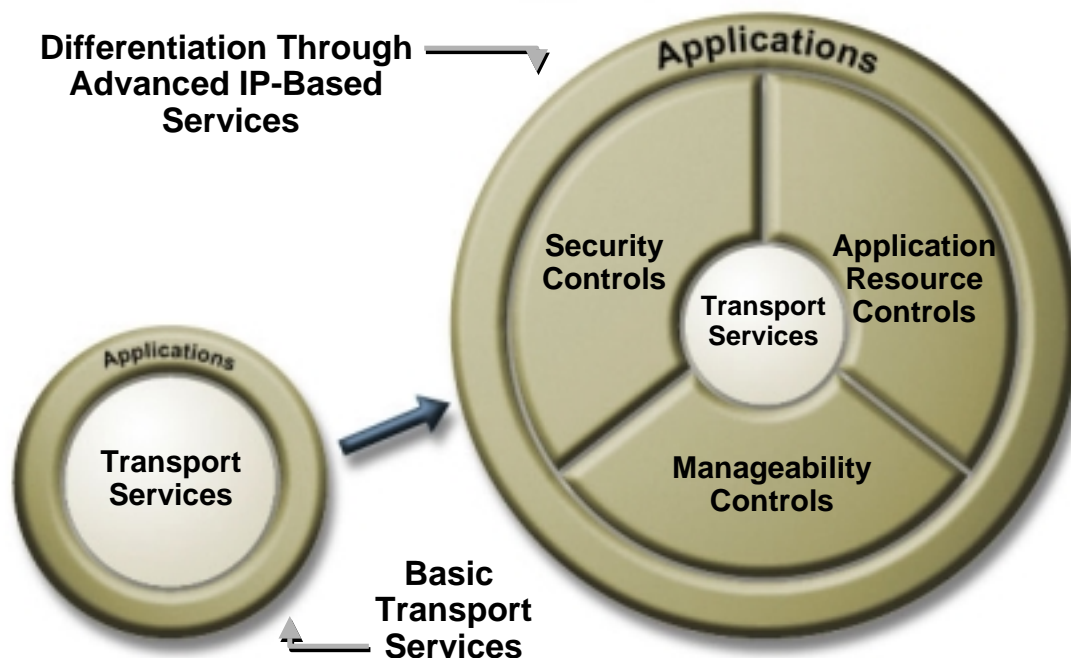 Differentiation Through
Advanced IP-Based
Services
Applications
Security
Controls
Application
Resource
Controls
Transport
Services
Manageability
Controls
Applications
Transport
Services
Basic
Transport
Services